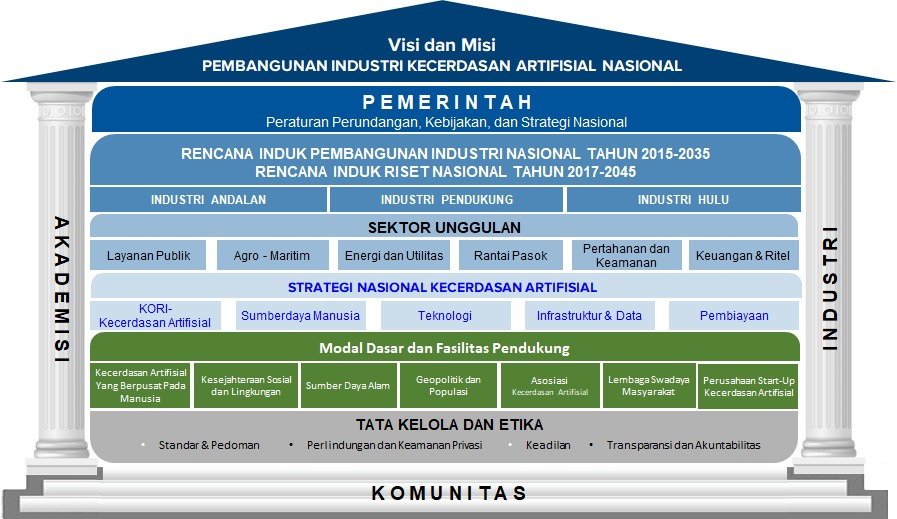 Visi dan Misi
PEMBANGUNAN INDUSTRI KECERDASAN ARTIFISIAL NASIONAL
PEMERINTAH
Peraturan Perundangan, Kebijakan, dan Strategi Nasional
RENCANA INDUK PEMBANGUNAN INDUSTRI NASIONAL TAHUN 2015-2035
RENCANA INDUK RISET NASIONAL TAHUN 2017-2045
INDUSTRI ANDALAN
INDUSTRI PENDUKUNG
INDUSTRI HULU
SEKTOR UNGGULAN
Layanan Publik
Agro - Maritim
Energi dan Utilitas
Rantai Pasok
Pertahanan dan
Keamanan
Keuangan & Ritel
STRATEGI NASIONAL KECERDASAN ARTIFISIAL
KORI-
Kecerdasan Artifisial
Sumberdaya Manusia
Teknologi
Infrastruktur & Data
Pembiayaan
Modal Dasar dan Fasilitas Pendukung
Kecerdasan Artifisial
Yang Berpusat Pada
Manusia
Kesejahteraan Sosial
dan Lingkungan
Sumber Daya Alam
Geopolitik dan
Populasi
Asosiasi
Kecerdasan Artifisial
Lembaga Swadaya
Masyarakat
Perusahaan Start-Up
Kecerdasan Artifisial
TATA KELOLA DAN ETIKA
• Standar & Pedoman • Perlindungan dan Keamanan Privasi • Keadilan • Transparansi dan Akuntabilitas
AKADEMISI
INDUSTRI
KOMUNITAS